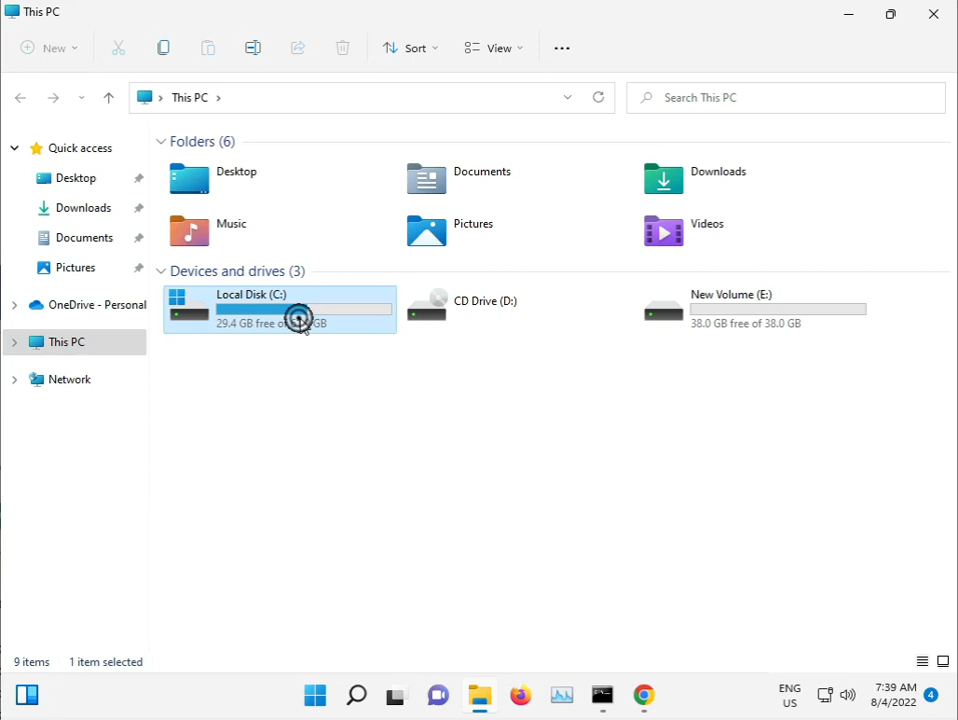 This PC
New
Sort
View
This PC
Search This PC
Quick access
Desktop
Downloads
Documents
Pictures
OneDrive - Personal
This PC
Network
Folders (6)
Desktop
Documents
Downloads
Music
Pictures
Videos
Devices and drives (3)
Local Disk (C:)
29.4 GB free of GB
CD Drive (D:)
New Volume (E:)
38.0 GB free of 38.0 GB
9 items
1 item selected
ENG
US
7:39 AM
8/4/2022
4